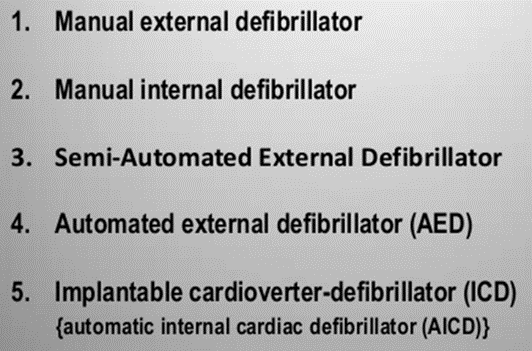 1. Manual external defibrillator
2. Manual internal defibrillator
3. Semi-Automated External Defibrillator
4. Automated external defibrillator (AED)
5. Implantable cardioverter-defibrillator (ICD)
{automatic internal cardiac defibrillator (AICD)}